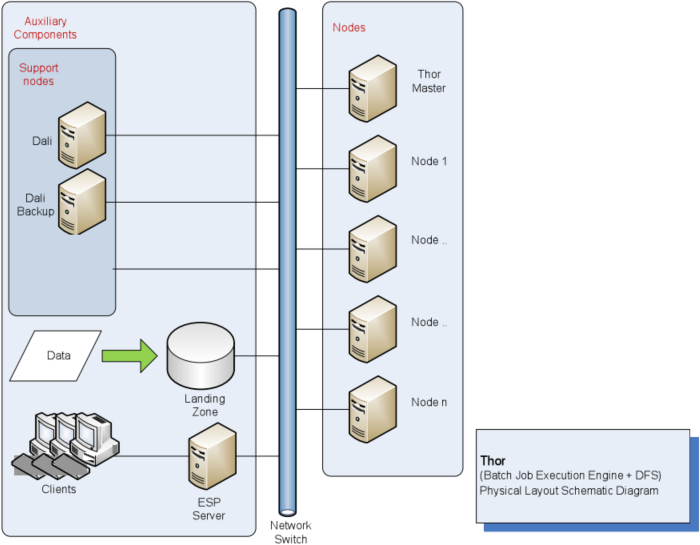 Auxiliary
Components
Support
nodes
Dali
Dali
Backup
Data
Landing
Zone
Clients
ESP
Server
Network
Switch
Nodes
Thor
Master
Node 1
Node ..
Node ..
Node n
Thor
(Batch Job Execution Engine + DFS)
Physical Layout Schematic Diagram